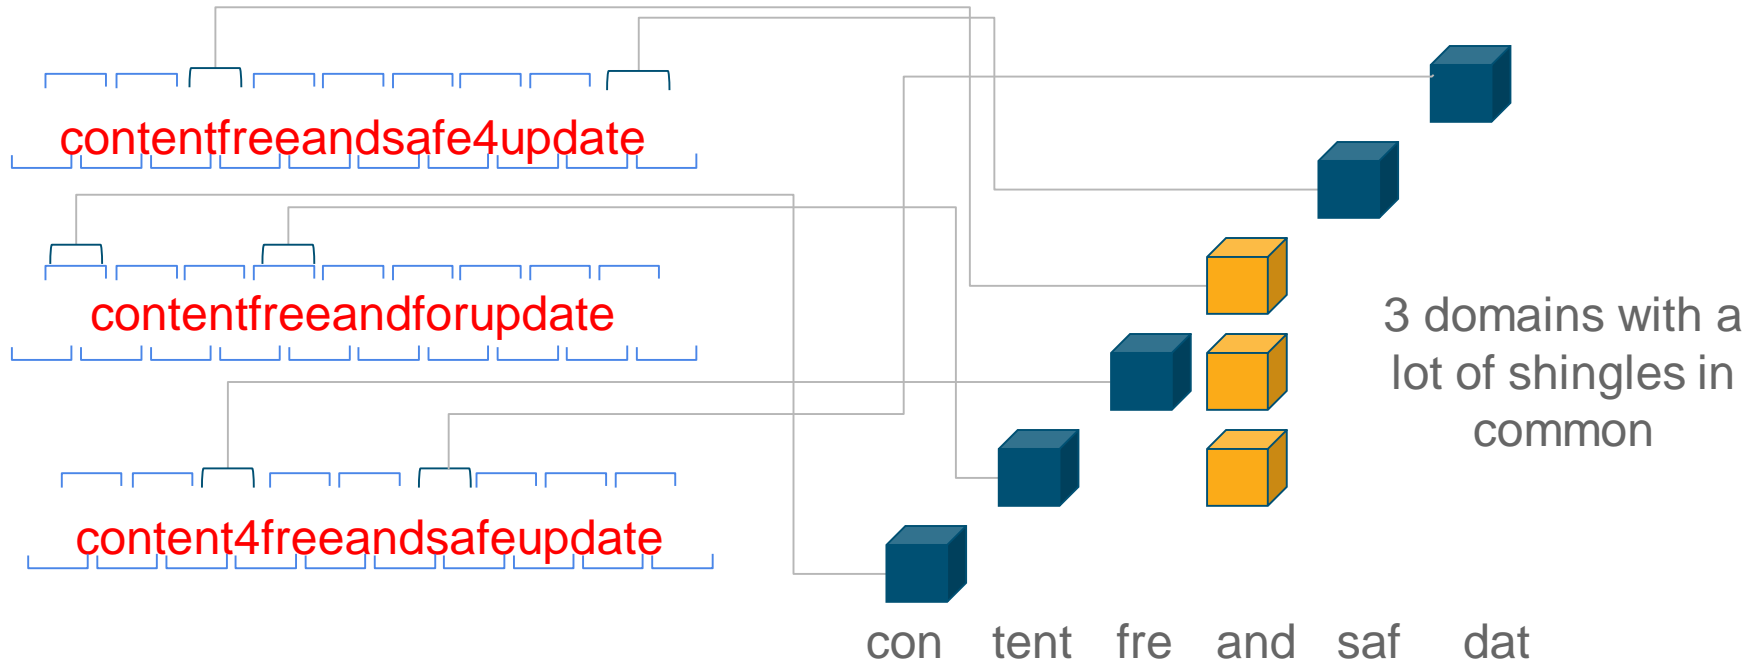 contentfreeandsafe4update
contentfreeandforupdate
content4freeandsafeupdate
3 domains with a
lot of shingles in
common
con tent fre and saf dat